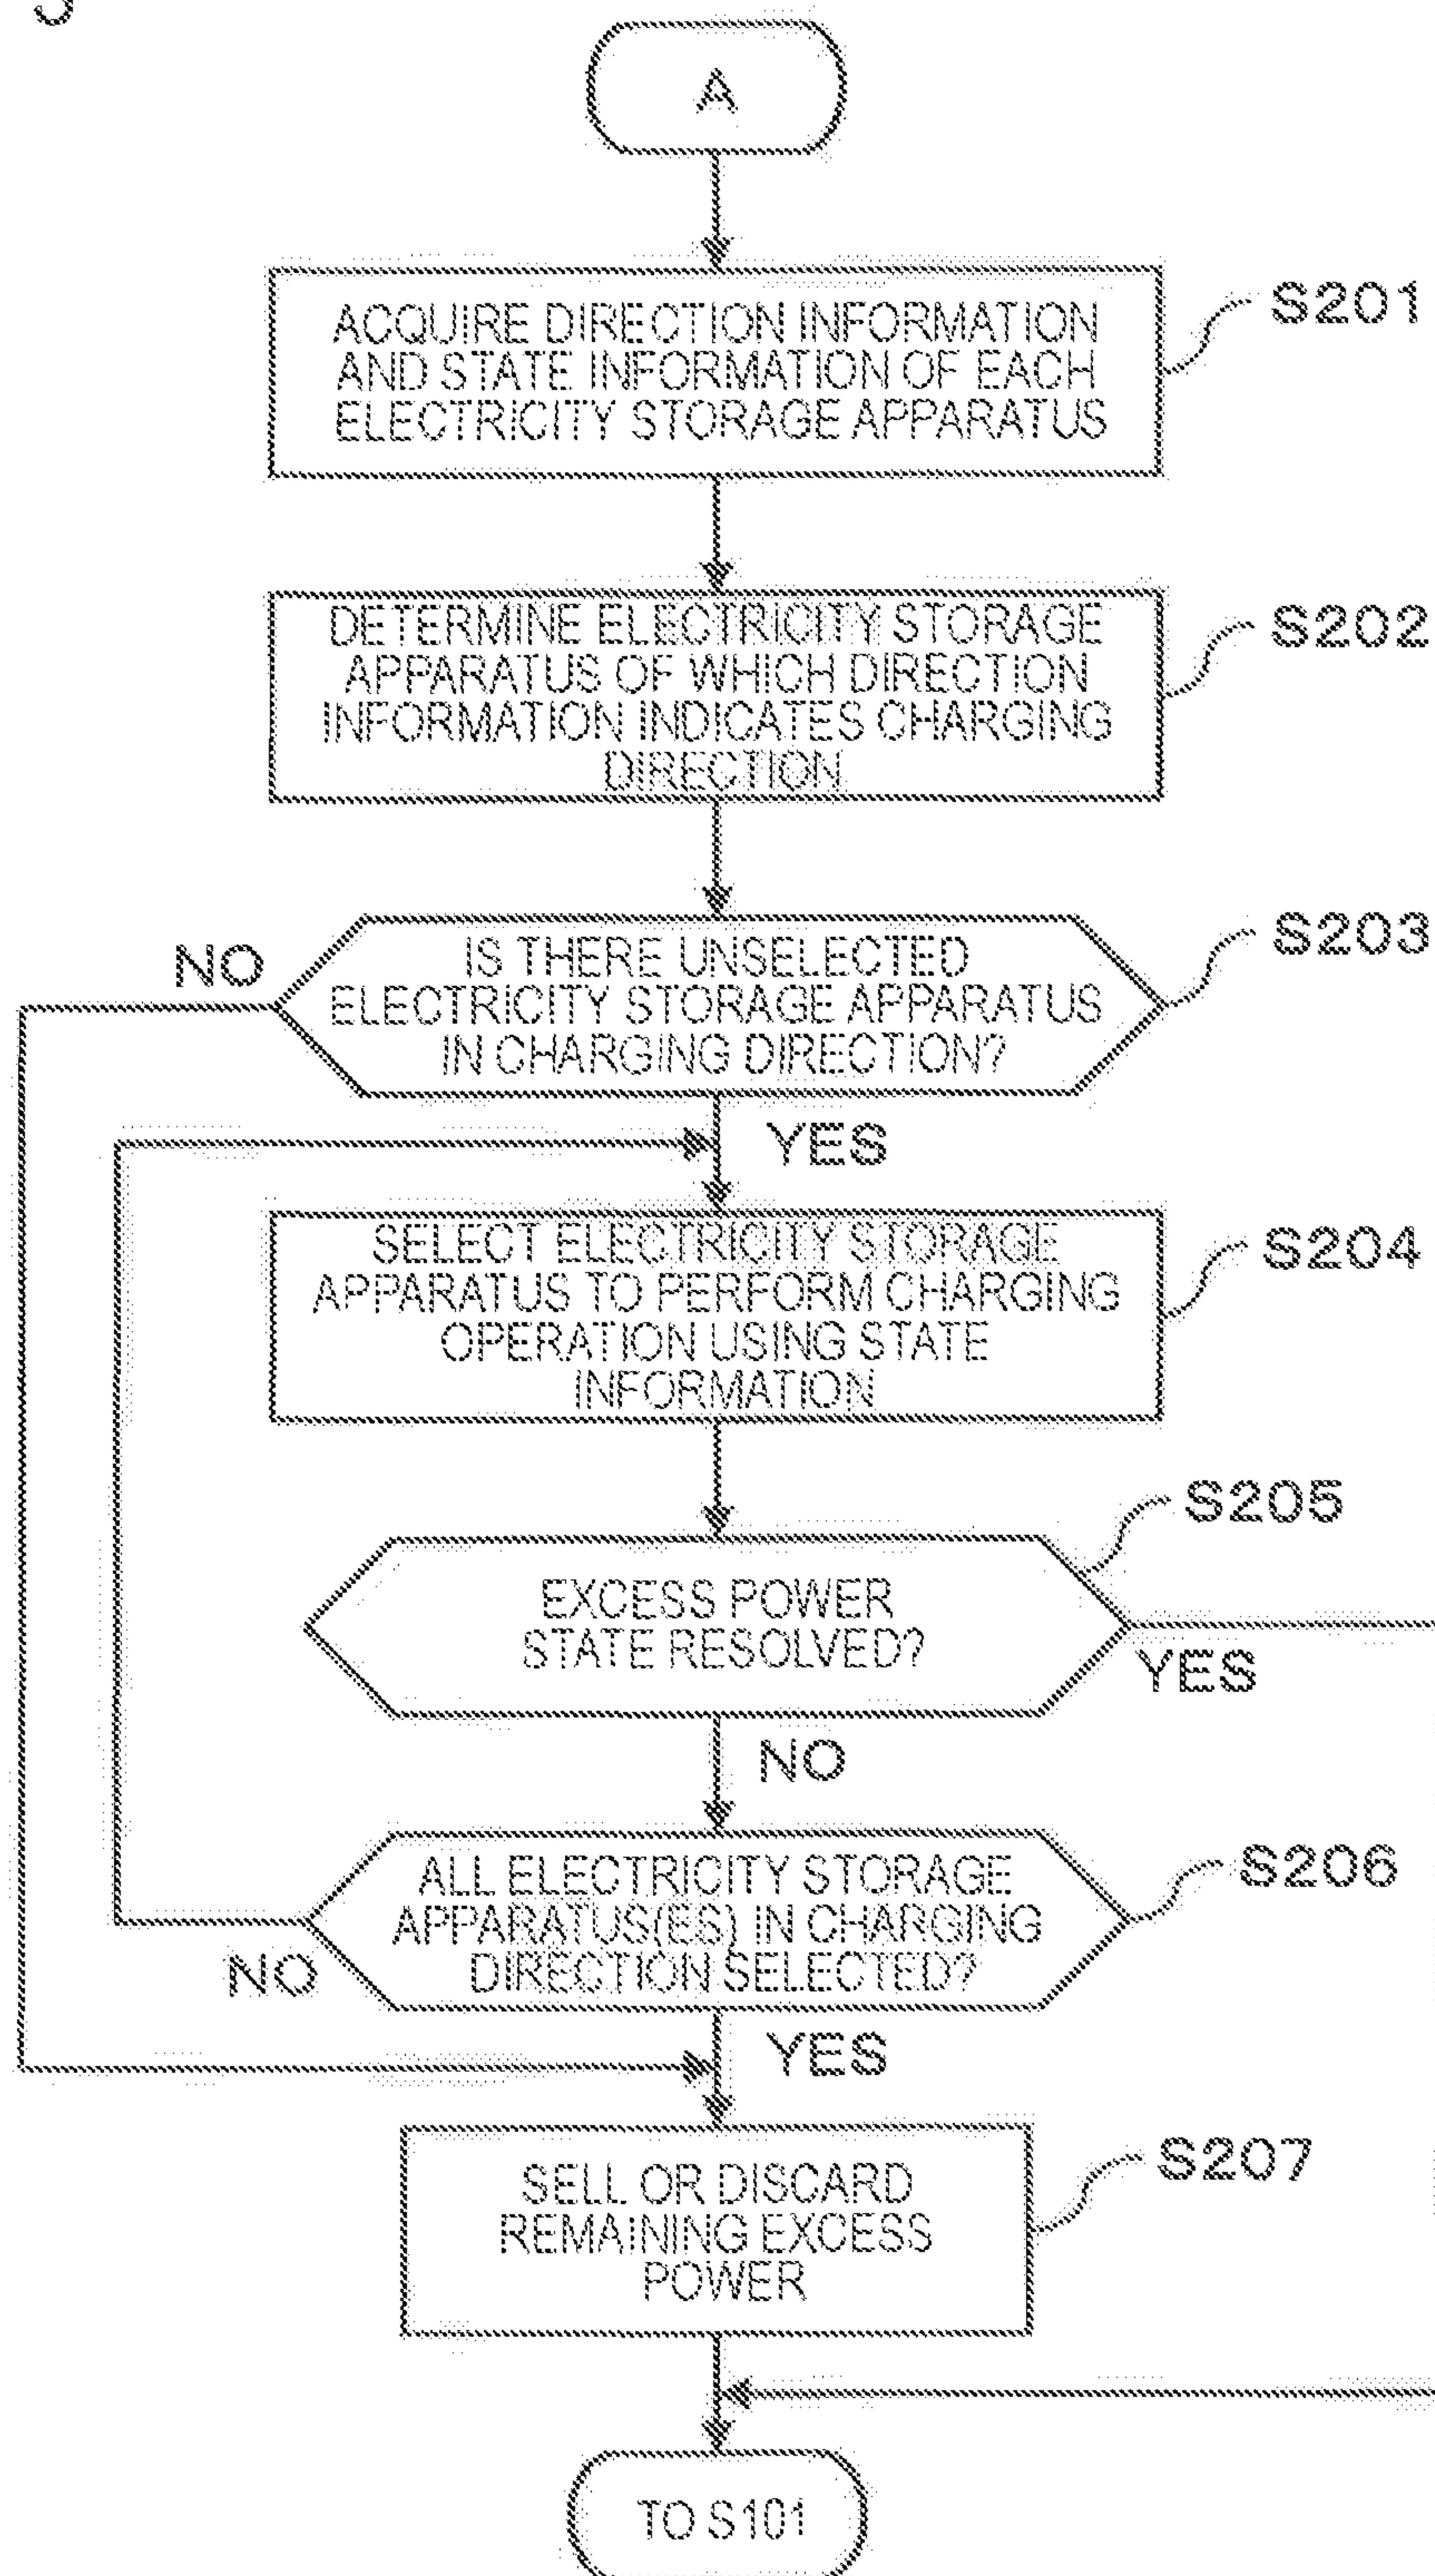 A
ACQUIRE DIRECTION INFORMATION
AND STATE INFORMATION OF EACH
ELECTRICITY STORAGE APPARATUS
S201
DETERMINE ELECTRICITY STORAGE
APPARATUS OF WHICH DIRECTION
INFORMATION INDICATES CHARGING
DIRECTION
S202
IS THERE UNSELECTED
ELECTRICITY STORAGE APPARATUS
IN CHARGING DIRECTION?
S203
NO
YES
SELECT ELECTRICITY STORAGE
APPARATUS TO PERFORM CHARGING
OPERATION USING STATE
INFORMATION
S204
EXCESS POWER
STATE RESOLVED?
S205
YES
NO
ALL ELECTRICITY STORAGE
APPARATUS(ES) IN CHARGING
DIRECTION SELECTED?
S206
NO
YES
SELL OR DISCARD
REMAINING EXCESS
POWER
S207
TO S101